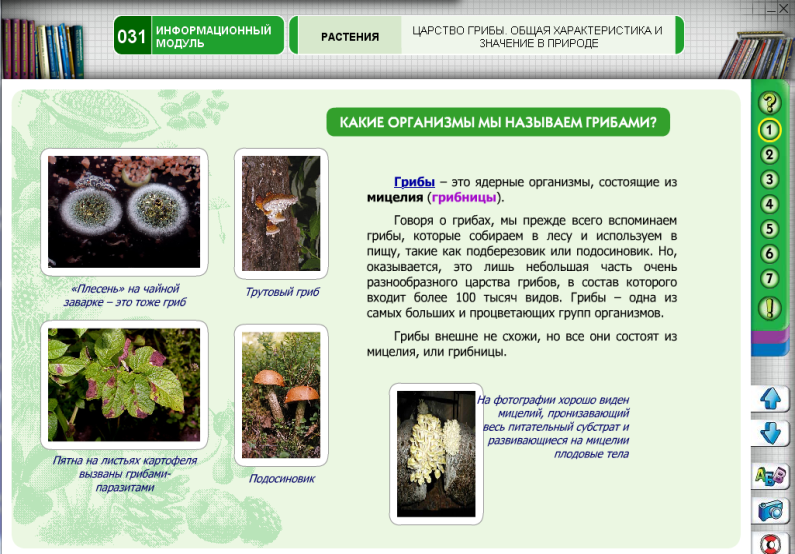 031
ИНФОРМАЦИОННЫЙ
МОДУЛЬ
РАСТЕНИЯ
ЦАРСТВО ГРИБЫ. ОБЩАЯ ХАРАКТЕРИСТИКА И
ЗНАЧЕНИЕ В ПРИРОДЕ
КАКИЕ ОРГАНИЗМЫ МЫ НАЗЫВАЕМ ГРИБАМИ?
«Плесень» на чайной
заварке – это тоже гриб
Трутовый гриб
Пятна на листьях картофеля
вызваны грибами-
паразитами
Подосиновик
Грибы – это ядерные организмы, состоящие из
мицелия (грибницы).
Говоря о грибах, мы прежде всего вспоминаем
грибы, которые собираем в лесу и используем в
пищу, такие как подберезовик или подосиновик. Но,
оказывается, это лишь небольшая часть очень
разнообразного царства грибов, в состав которого
входит более 100 тысяч видов. Грибы – одна из
самых больших и процветающих групп организмов.
Грибы внешне не схожи, но все они состоят из
мицелия, или грибницы.
На фотографии хорошо виден
мицелий, пронизавающий
весь питательный субстрат и
развивающиеся на мицелии
плодовые тела
?
1
2
3
4
5
6
7
!
АБВ